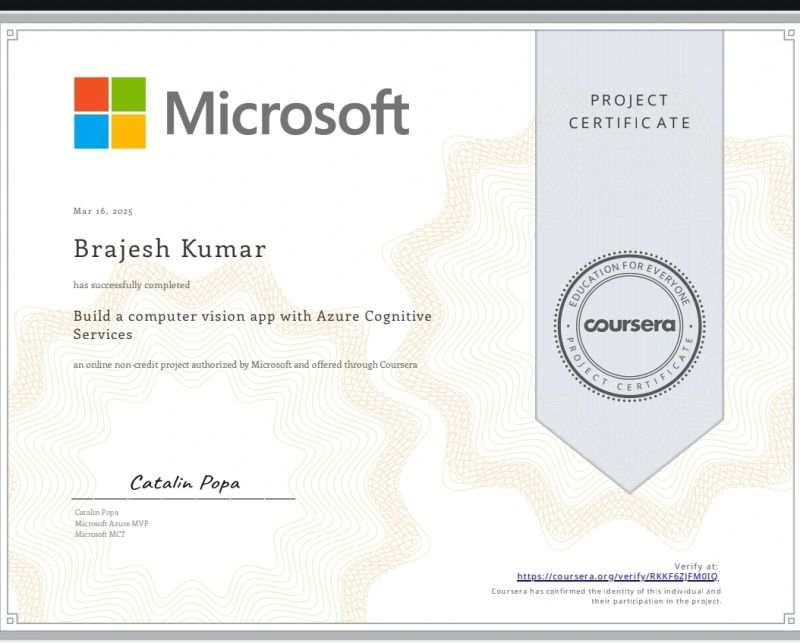 Microsoft
PROJECT
CERTIFICATE
Mar 16, 2025
Brajesh Kumar
has successfully completed
Build a computer vision app with Azure Cognitive
Services
an online non-credit project authorized by Microsoft and offered through Coursera
EDUCATION FOR EVERYONE
coursera
PROJECT CERTIFICATE
Catalin Popa
Catalin Popa
Microsoft Azure MVP
Microsoft MCT
Verify at:
https://coursera.org/verify/RKKF6ZJFM0IQ
Coursera has confirmed the identity of this individual and
their participation in the project.